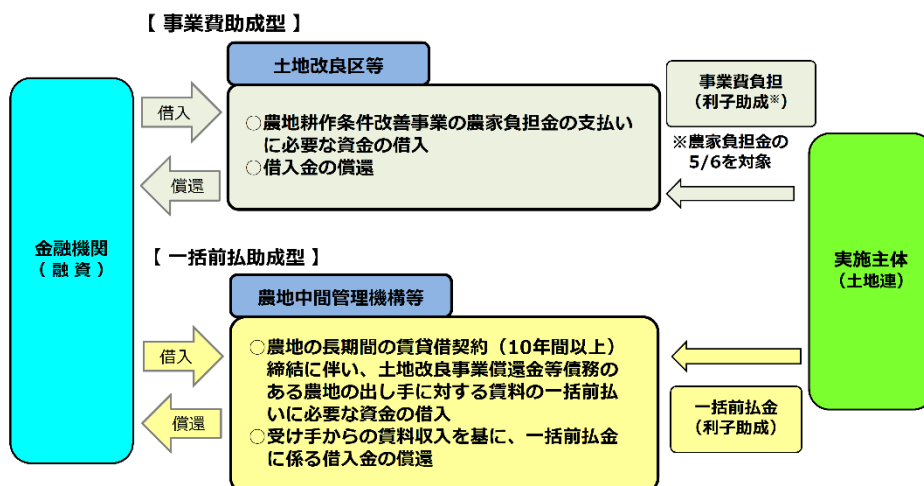 【 事業費助成型 】
土地改良区等
借入
償還
○農地耕作条件改善事業の農家負担金の支払い
に必要な資金の借入
○借入金の償還
事業費負担
(利子助成※)
※農家負担金の
5/6を対象
金融機関
( 融 資 )
実施主体
(土地連)
【 一括前払助成型 】
農地中間管理機構等
借入
償還
○農地の長期間の賃貸借契約（10年間以上）
締結に伴い、土地改良事業償還金等債務の
ある農地の出し手に対する賃料の一括前払
いに必要な資金の借入
○受け手からの賃料収入を基に、一括前払金
に係る借入金の償還
一括前払金
(利子助成)